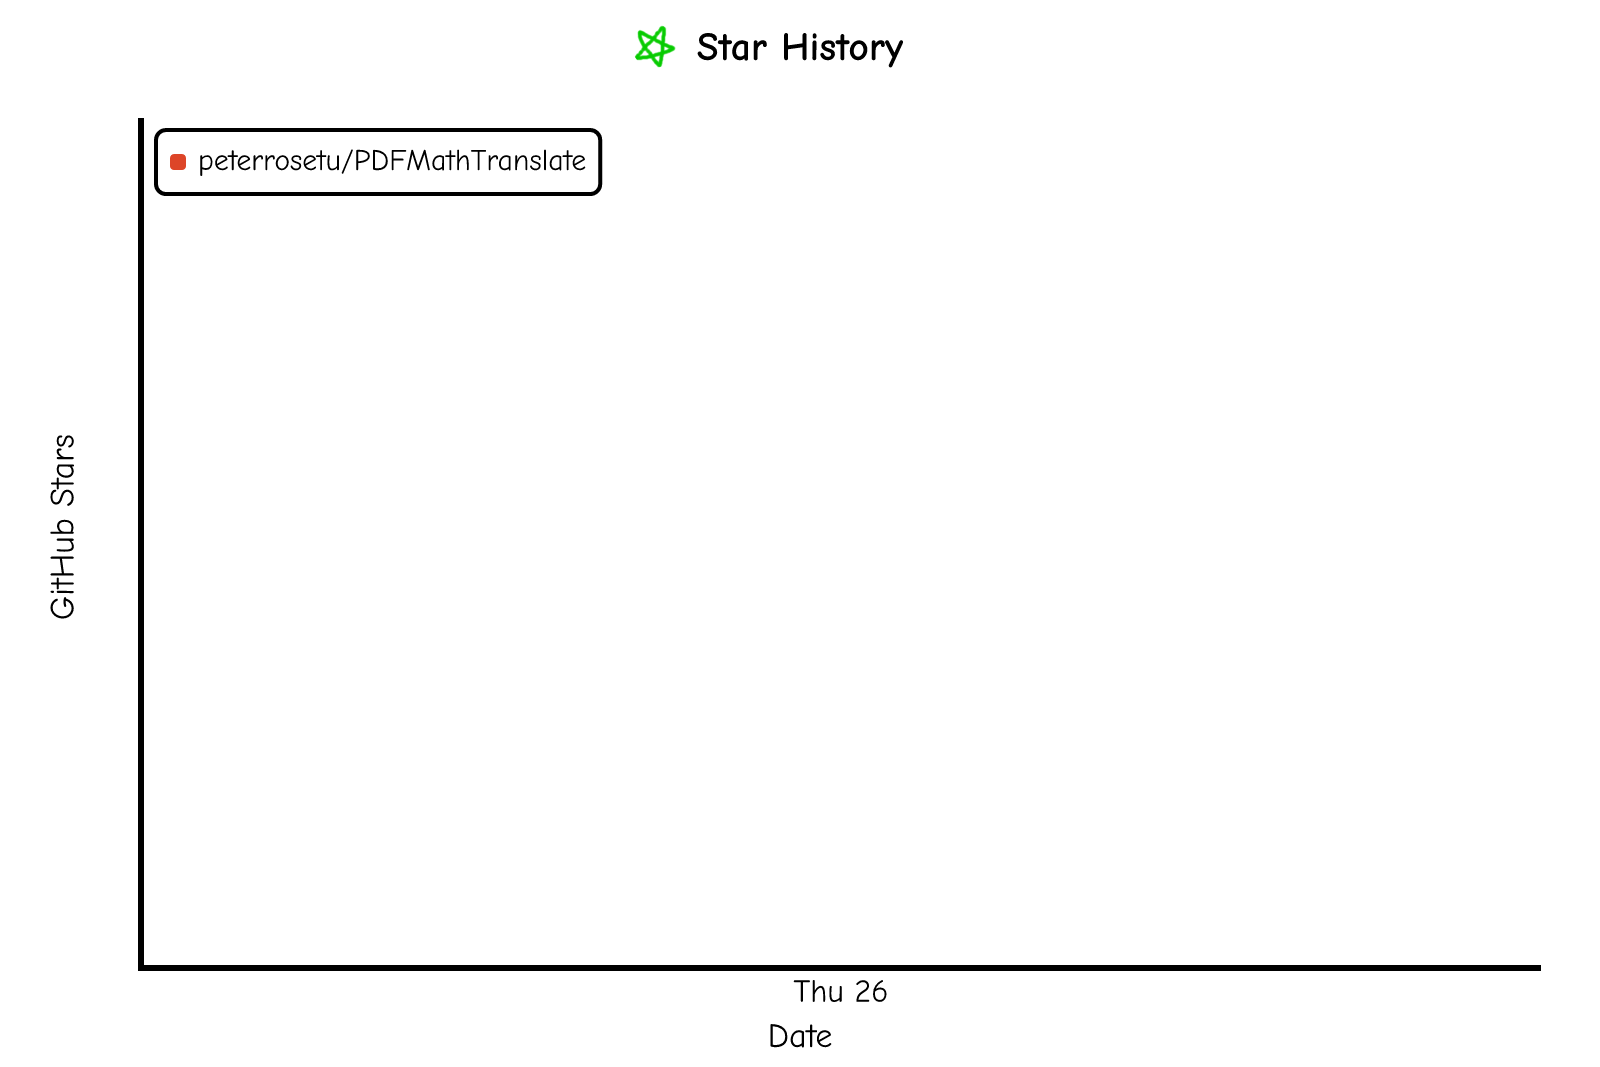 Star History
peterrosetu/PDFMathTranslate
GitHub Stars
Thu 26
Date